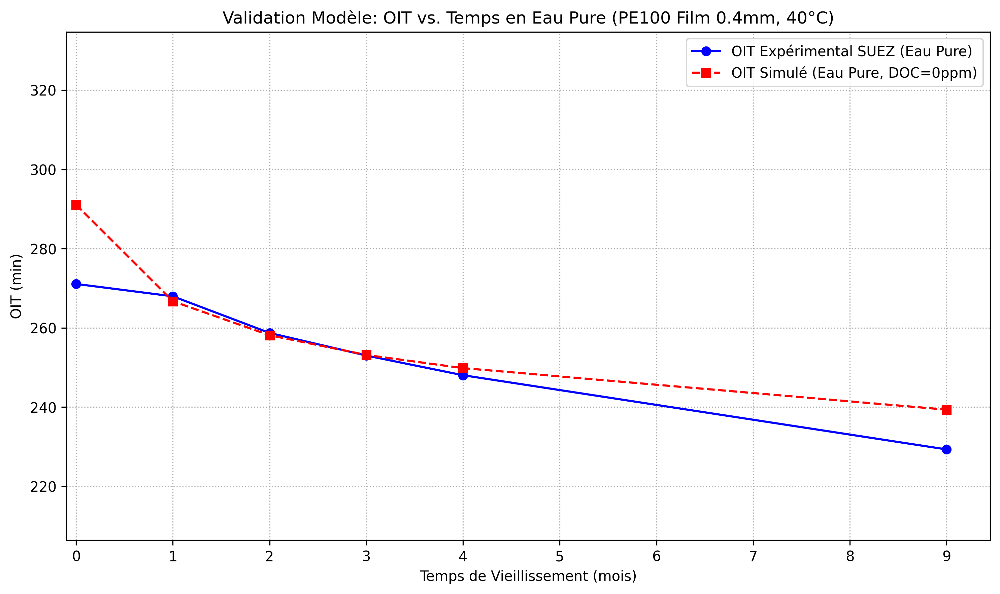 Validation Modèle: OIT vs. Temps en Eau Pure (PE100 Film 0.4mm, 40°C)
OIT Expérimental SUEZ (Eau Pure)
OIT Simulé (Eau Pure, DOC=0ppm)
OIT (min)
320
300
280
260
240
220
0 1 2 3 4 5 6 7 8 9
Temps de Vieillissement (mois)